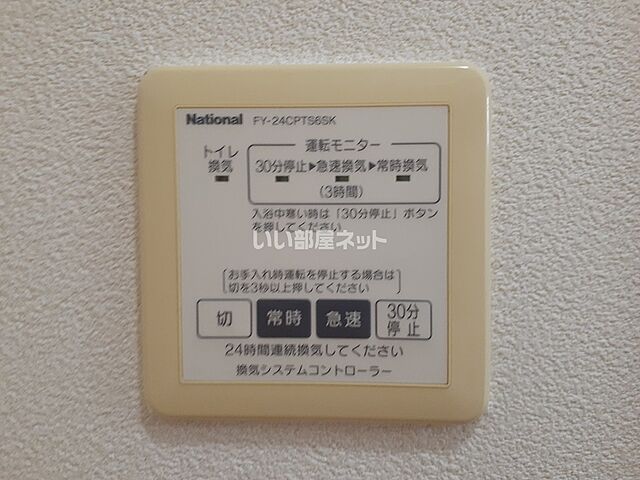 National FY-24CPTS6SK
運転モニター
トイレ
換気
30分停止▶急速換気▶常時換気
(3時間)
入浴中寒い時は「30分停止」ボタン
を押してください
いい部屋ネット
お手入れ時運転を停止する場合は
切を3秒以上押してください
切 常時 急速 30分
停止
24時間連続換気してください
換気システムコントローラー